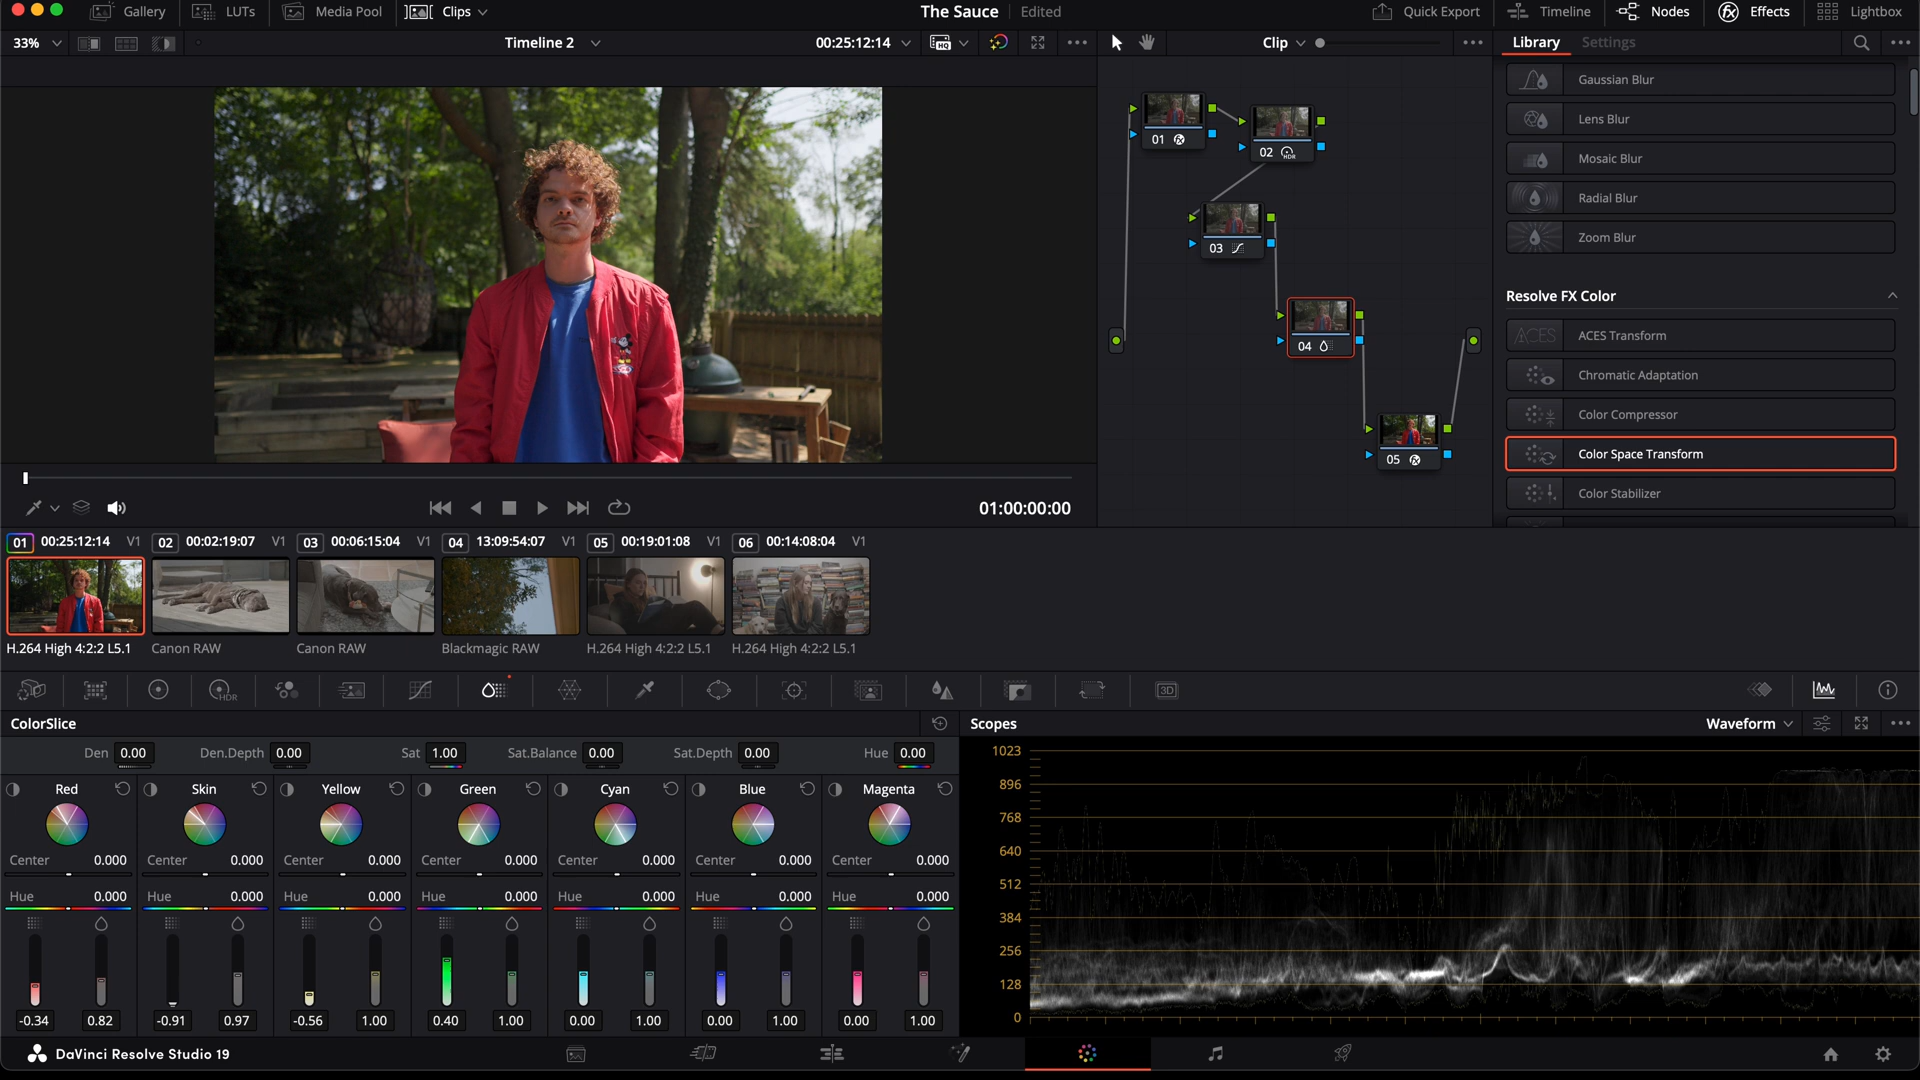 Gallery LUTs Media Pool Clips The Sauce Edited Quick Export Timeline Nodes Effects Lightbox
33% Timeline 2 00:25:12:14 HQ Clip Library Settings
Gaussian Blur
Lens Blur
Mosaic Blur
Radial Blur
Zoom Blur
Resolve FX Color
ACES ACES Transform
Chromatic Adaptation
Color Compressor
Color Space Transform
Color Stabilizer
01
02 HDR
03
04
05
01:00:00:00
01 00:25:12:14 V1 02 00:02:19:07 V1 03 00:06:15:04 V1 04 13:09:54:07 V1 05 00:19:01:08 V1 06 00:14:08:04 V1
H.264 High 4:2:2 L5.1 Canon RAW Canon RAW Blackmagic RAW H.264 High 4:2:2 L5.1 H.264 High 4:2:2 L5.1
HDR 3D
ColorSlice
Den 0.00 Den.Depth 0.00 Sat 1.00 Sat.Balance 0.00 Sat.Depth 0.00 Hue 0.00
Red Skin Yellow Green Cyan Blue Magenta
Center 0.000 Center 0.000 Center 0.000 Center 0.000 Center 0.000 Center 0.000 Center 0.000
Hue 0.000 Hue 0.000 Hue 0.000 Hue 0.000 Hue 0.000 Hue 0.000 Hue 0.000
-0.34 0.82 -0.91 0.97 -0.56 1.00 0.40 1.00 0.00 1.00 0.00 1.00 0.00 1.00
Scopes Waveform
1023
896
768
640
512
384
256
128
0
DaVinci Resolve Studio 19